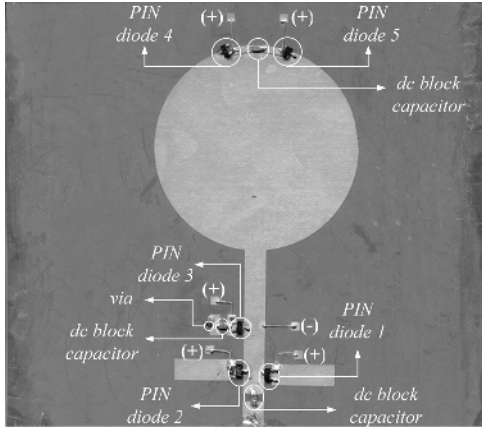 PIN
diode 4
(+)
(+)
PIN
diode 5
dc block
capacitor
PIN
diode 3
(+)
via
dc block
capacitor
(-)
PIN
diode 1
(+)
(+)
PIN
diode 2
dc block
capacitor